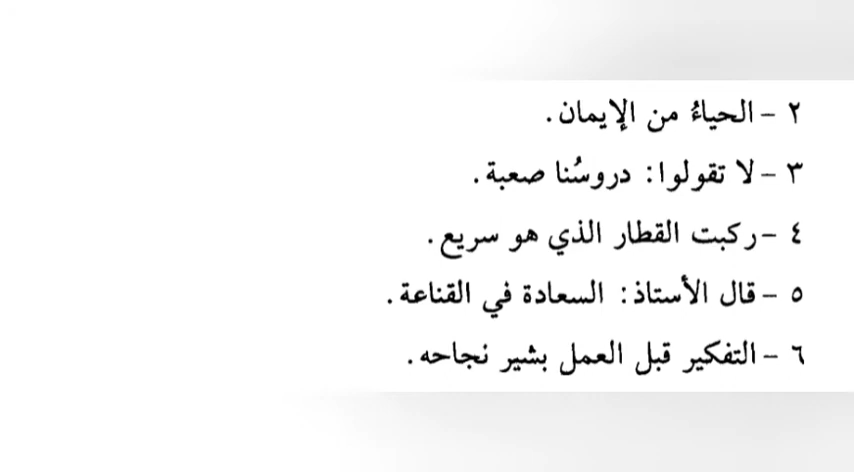 ٢ – الحياءُ من الإيمان.
٣ – لا تقولوا: دروسُنا صعبة.
٤ – ركبت القطار الذي هو سريع.
٥ – قال الأستاذ: السعادة في القناعة.
٦ – التفكير قبل العمل بشير نجاحه.